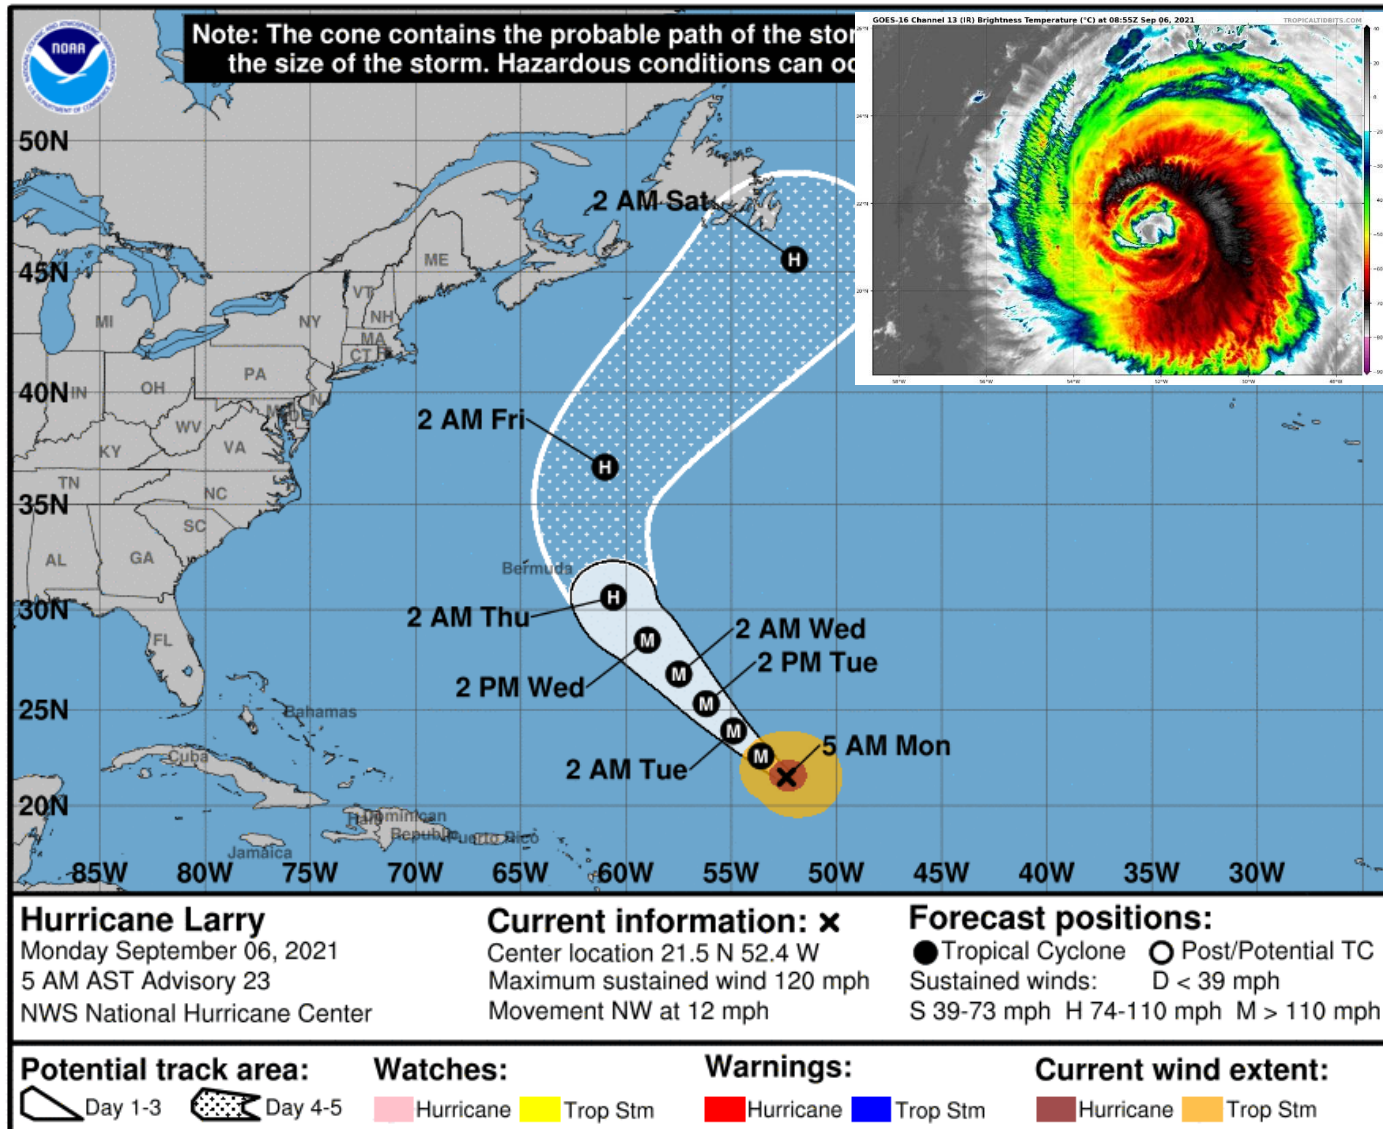 Note: The cone contains the probable path of the stor
the size of the storm. Hazardous conditions can oc
NOAA
GOES-16 Channel 13 (IR) Brightness Temperature (°C) at 08:55Z Sep 06, 2021
TROPICALTIDBITS.COM
50N
45N
40N
35N
30N
25N
20N
2 AM Sat
2 AM Fri
2 AM Thu
2 PM Wed
2 AM Wed
2 PM Tue
2 AM Tue
5 AM Mon
H
H
H
M
M
M
M
M
ME
VT
NH
MA
CT
NY
MI
PA
OH
IN
WV
VA
KY
TN
NC
SC
AL
GA
FL
Bermuda
Bahamas
Cuba
Haiti
Dominican
Republic
Puerto Rico
Jamaica
85W 80W 75W 70W 65W 60W 55W 50W 45W 40W 35W 30W
Hurricane Larry
Monday September 06, 2021
5 AM AST Advisory 23
NWS National Hurricane Center
Current information: ×
Center location 21.5 N 52.4 W
Maximum sustained wind 120 mph
Movement NW at 12 mph
Forecast positions:
Tropical Cyclone Post/Potential TC
Sustained winds: D < 39 mph
S 39-73 mph H 74-110 mph M > 110 mph
Potential track area:
Day 1-3 Day 4-5
Watches:
Hurricane Trop Stm
Warnings:
Hurricane Trop Stm
Current wind extent:
Hurricane Trop Stm